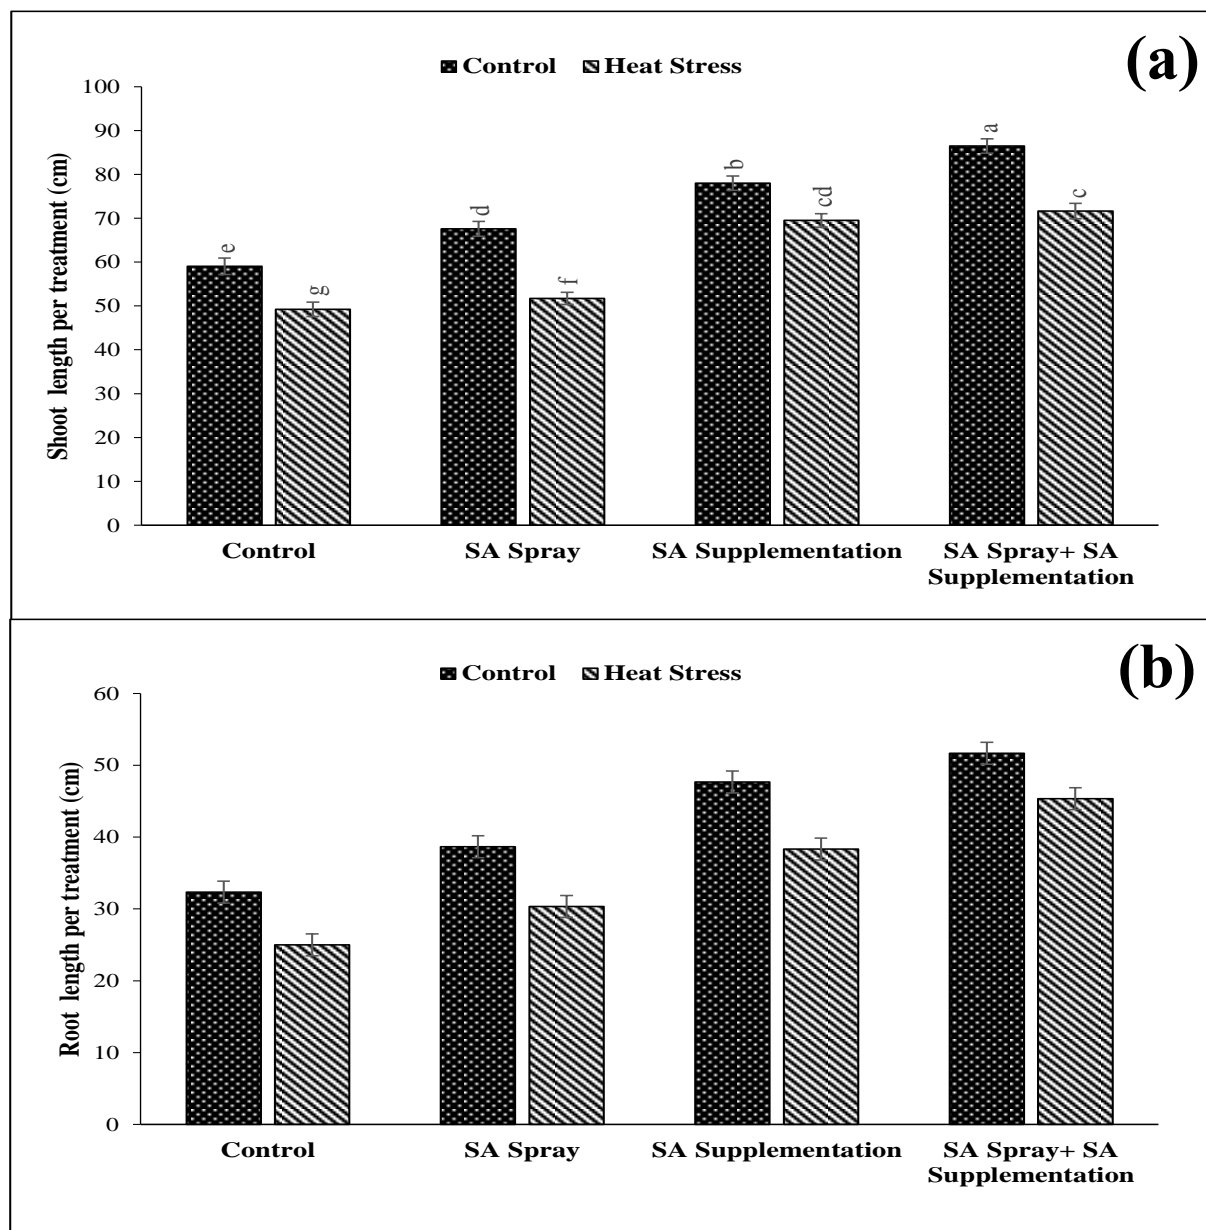 (a)
Control Heat Stress
Shoot length per treatment (cm)
100
90
80
70
60
50
40
30
20
10
0
e
g
d
f
b
cd
a
c
Control
SA Spray
SA Supplementation
SA Spray+ SA
Supplementation
(b)
Control Heat Stress
Root length per treatment (cm)
60
50
40
30
20
10
0
Control
SA Spray
SA Supplementation
SA Spray+ SA
Supplementation